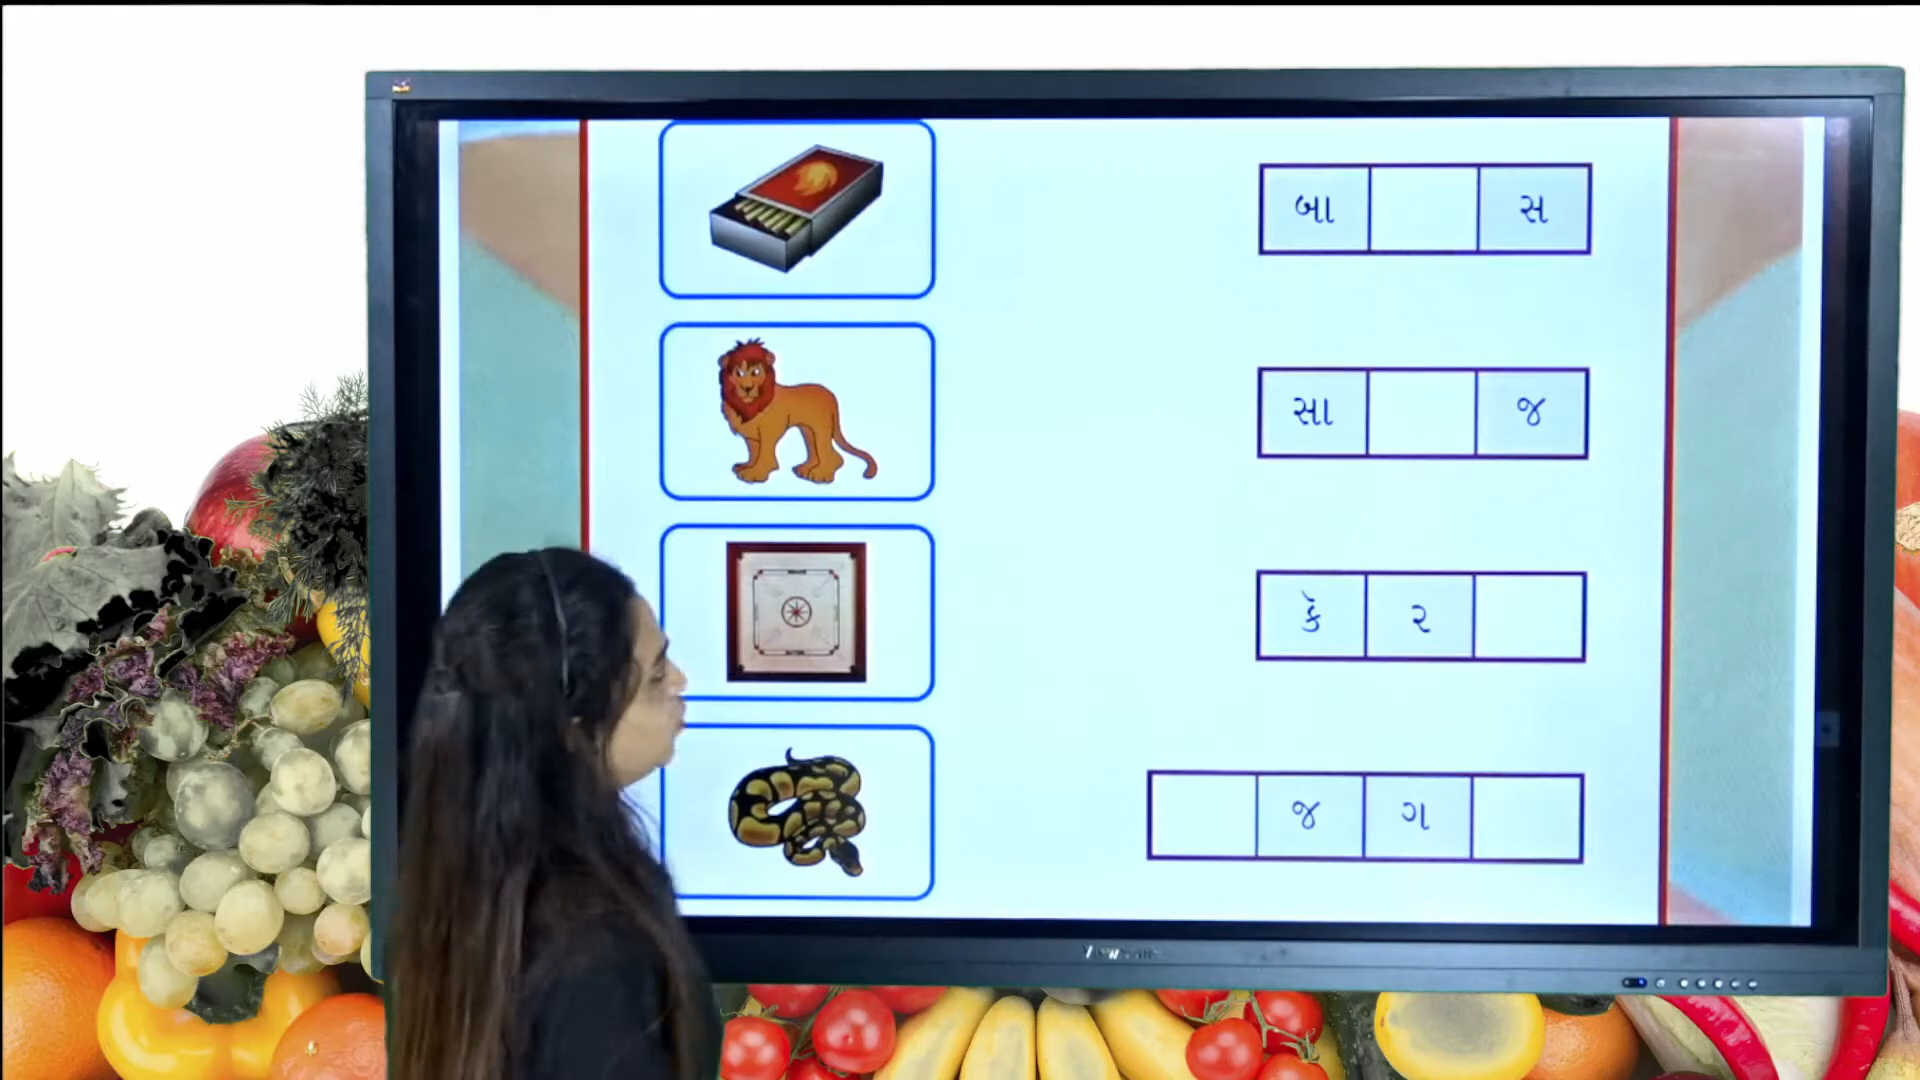 બા સ
સા જ
કે ર
જ ગ